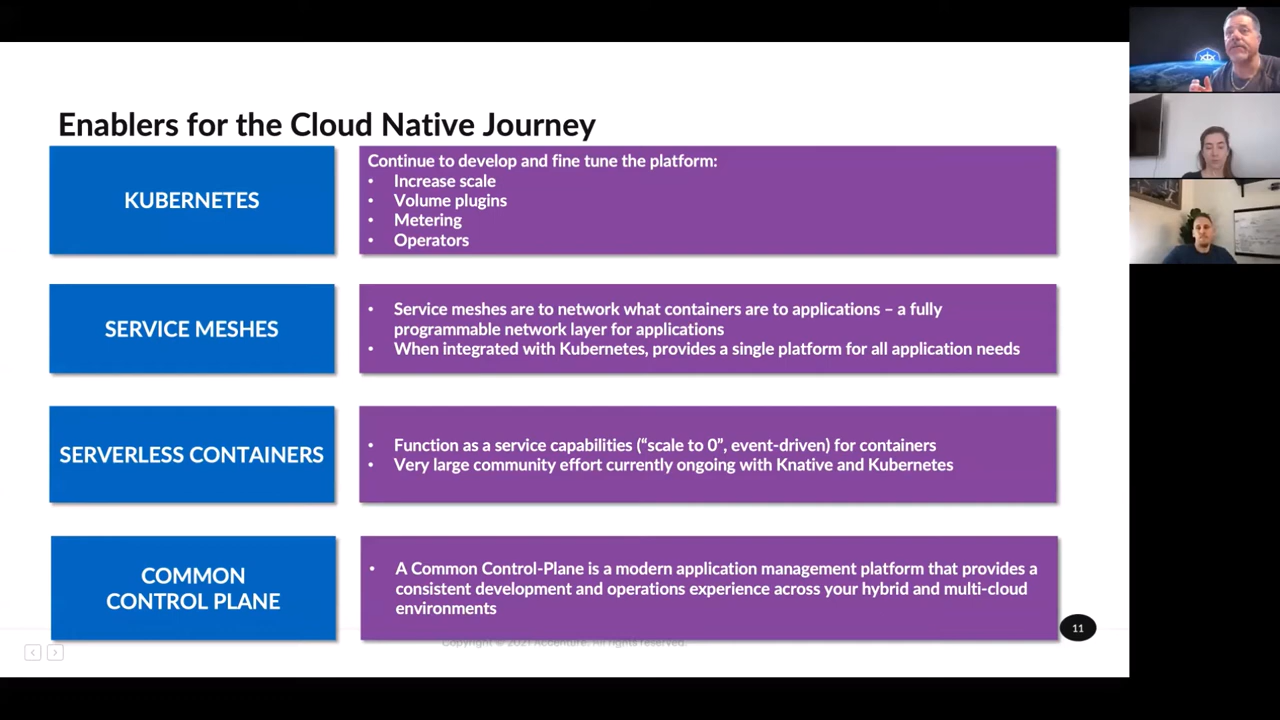 Enablers for the Cloud Native Journey
KUBERNETES
Continue to develop and fine tune the platform:
• Increase scale
• Volume plugins
• Metering
• Operators
SERVICE MESHES
• Service meshes are to network what containers are to applications – a fully
programmable network layer for applications
• When integrated with Kubernetes, provides a single platform for all application needs
SERVERLESS CONTAINERS
• Function as a service capabilities (“scale to 0”, event-driven) for containers
• Very large community effort currently ongoing with Knative and Kubernetes
COMMON
CONTROL PLANE
• A Common Control-Plane is a modern application management platform that provides a
consistent development and operations experience across your hybrid and multi-cloud
environments
11
Copyright © 2021 Accenture. All rights reserved.